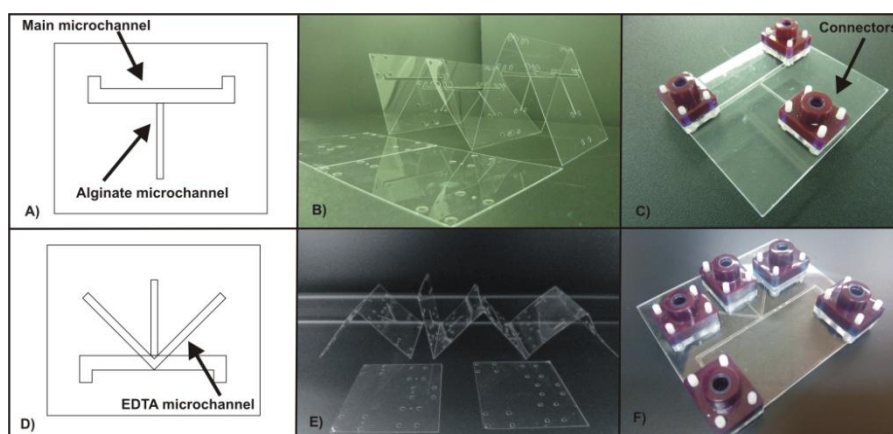 Main microchannel
Alginate microchannel
A)
B)
Connectors
C)
EDTA microchannel
D)
E)
F)